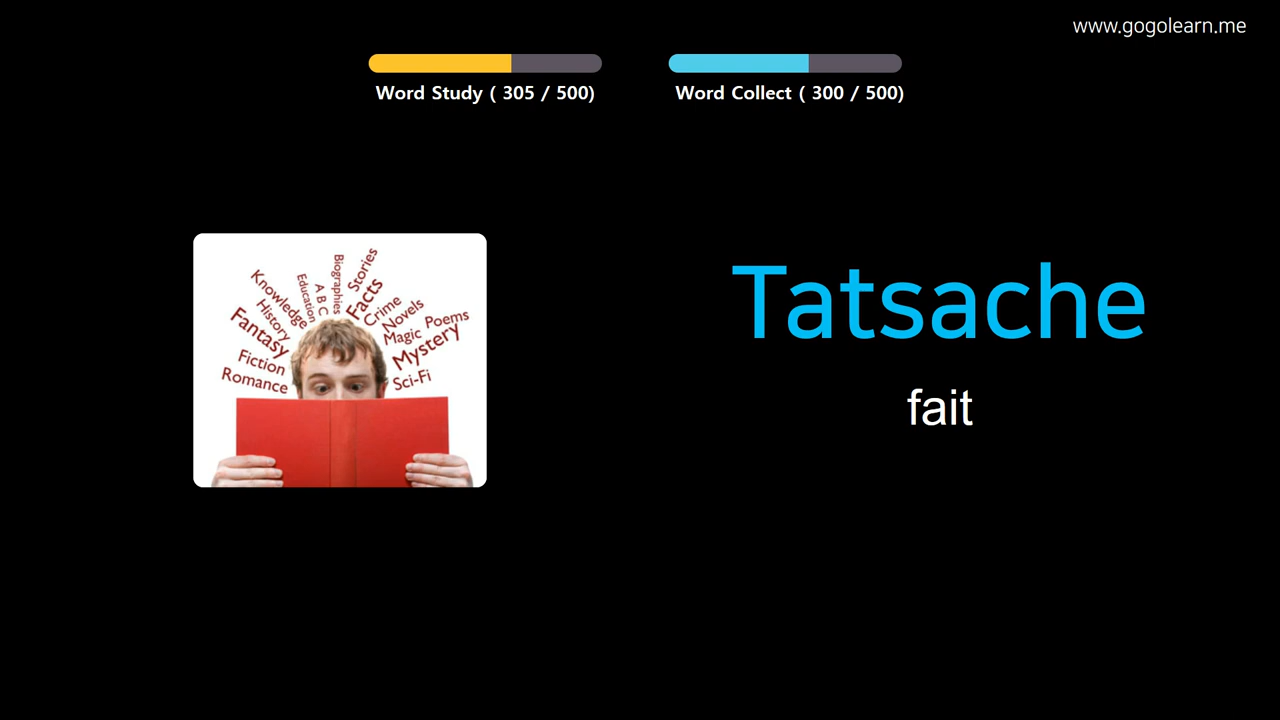 www.gogolearn.me
Word Study ( 305 / 500)
Word Collect ( 300 / 500)
Tatsache
fait
Knowledge
History
Fantasy
Fiction
Romance
Education
A B C
Biographies
Stories
Facts
Crime
Novels
Magic
Poems
Mystery
Sci-Fi